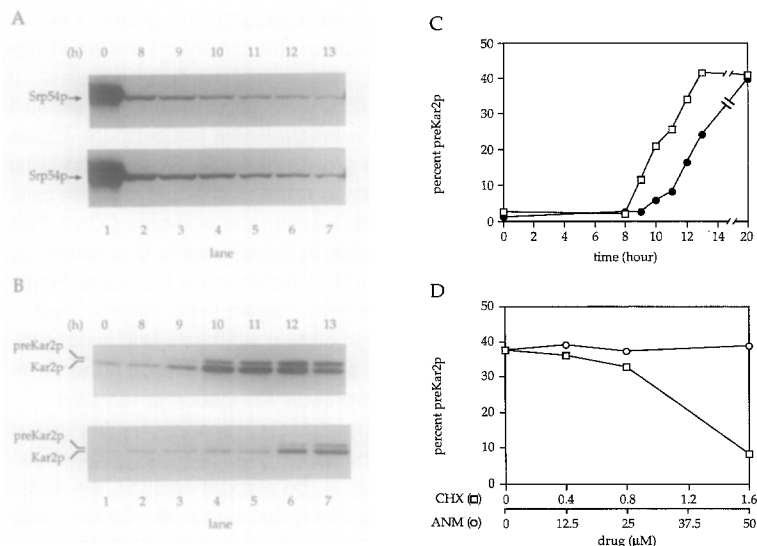 A
(h) 0 8 9 10 11 12 13
Srp54p
Srp54p
1 2 3 4 5 6 7
lane
B
(h) 0 8 9 10 11 12 13
preKar2p
Kar2p
preKar2p
Kar2p
1 2 3 4 5 6 7
lane
C
percent preKar2p
50
40
30
20
10
0
0 2 4 6 8 10 12 14 20
time (hour)
D
percent preKar2p
50
40
30
20
10
0
CHX 0 0.4 0.8 1.2 1.6
ANM 0 12.5 25 37.5 50
drug (µM)